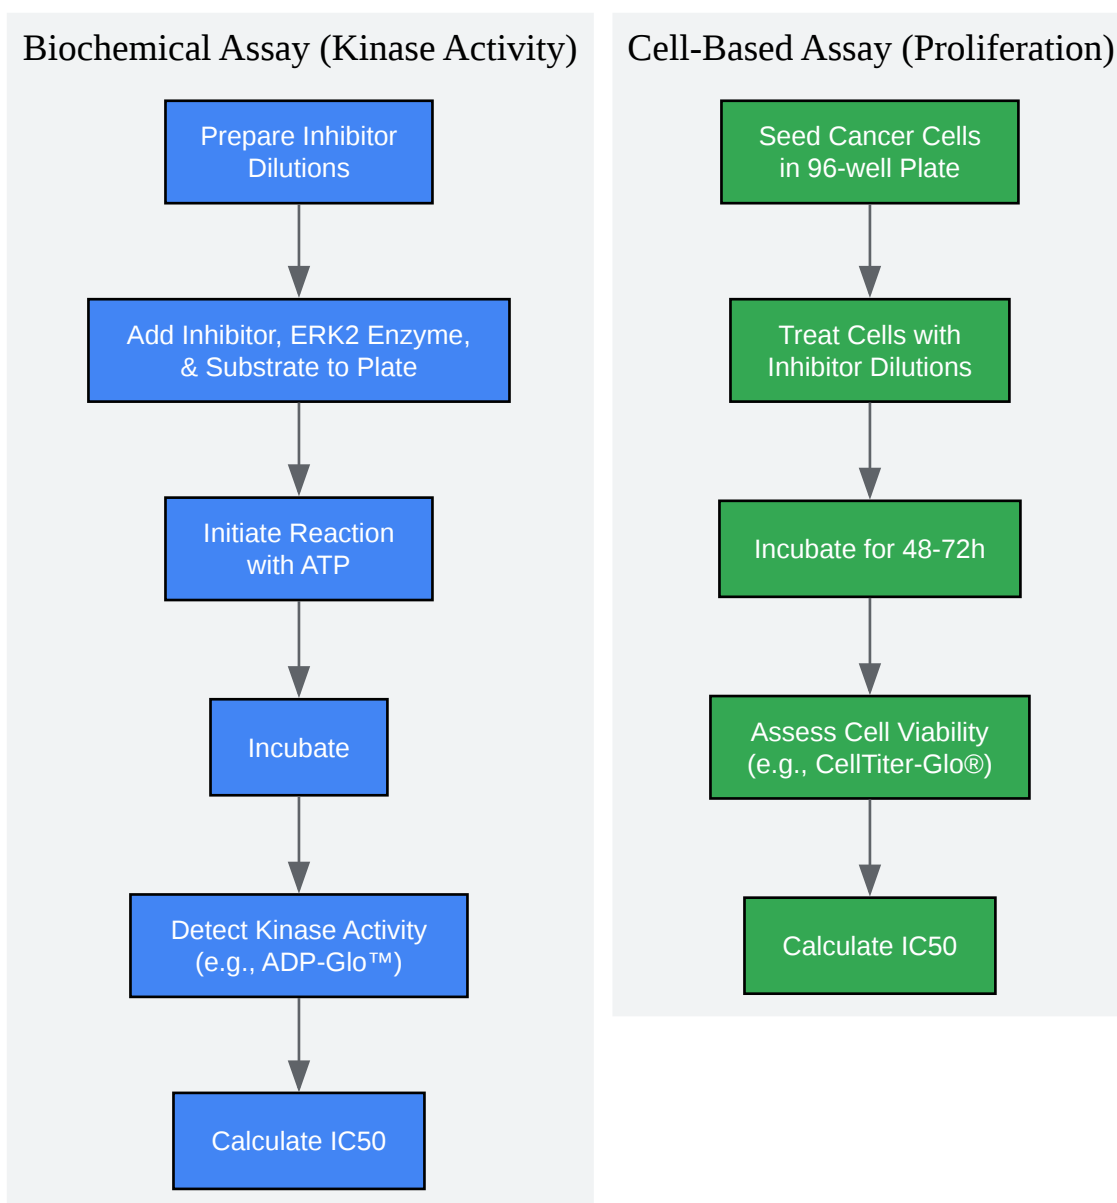 Biochemical Assay (Kinase Activity)
Prepare Inhibitor
Dilutions
Add Inhibitor, ERK2 Enzyme,
& Substrate to Plate
Initiate Reaction
with ATP
Incubate
Detect Kinase Activity
(e.g., ADP-Glo™)
Calculate IC50
Cell-Based Assay (Proliferation)
Seed Cancer Cells
in 96-well Plate
Treat Cells with
Inhibitor Dilutions
Incubate for 48-72h
Assess Cell Viability
(e.g., CellTiter-Glo®)
Calculate IC50